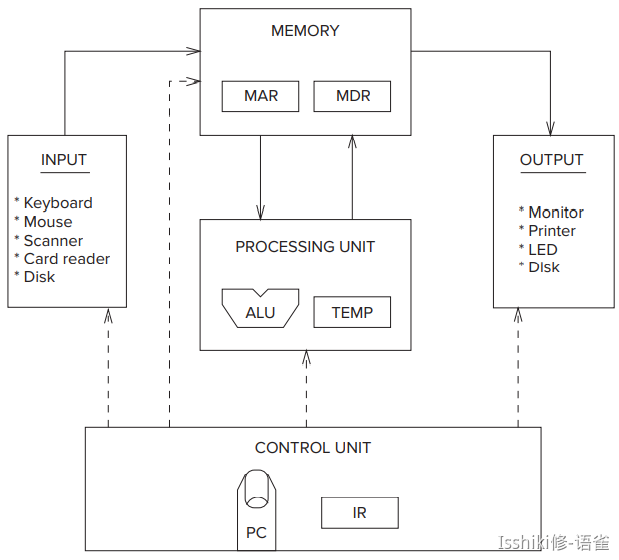 MEMORY
MAR
MDR
INPUT
* Keyboard
* Mouse
* Scanner
* Card reader
* Disk
OUTPUT
* Monitor
* Printer
* LED
* DIsk
PROCESSING UNIT
ALU
TEMP
CONTROL UNIT
PC
IR
Isshiki修-语雀